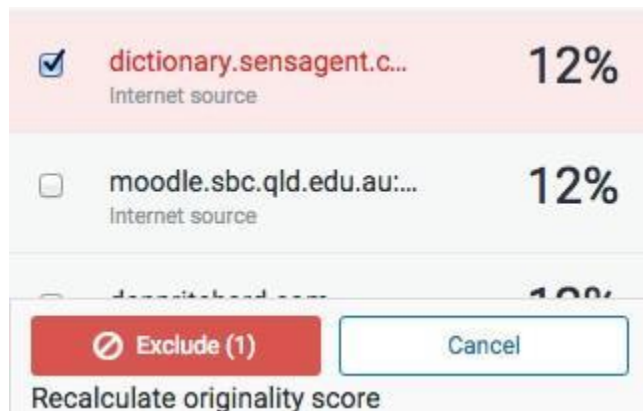 dictionary.sensagent.c...
12%
Internet source
moodle.sbc.qld.edu.au:...
12%
Internet source
Exclude (1)
Cancel
Recalculate originality score